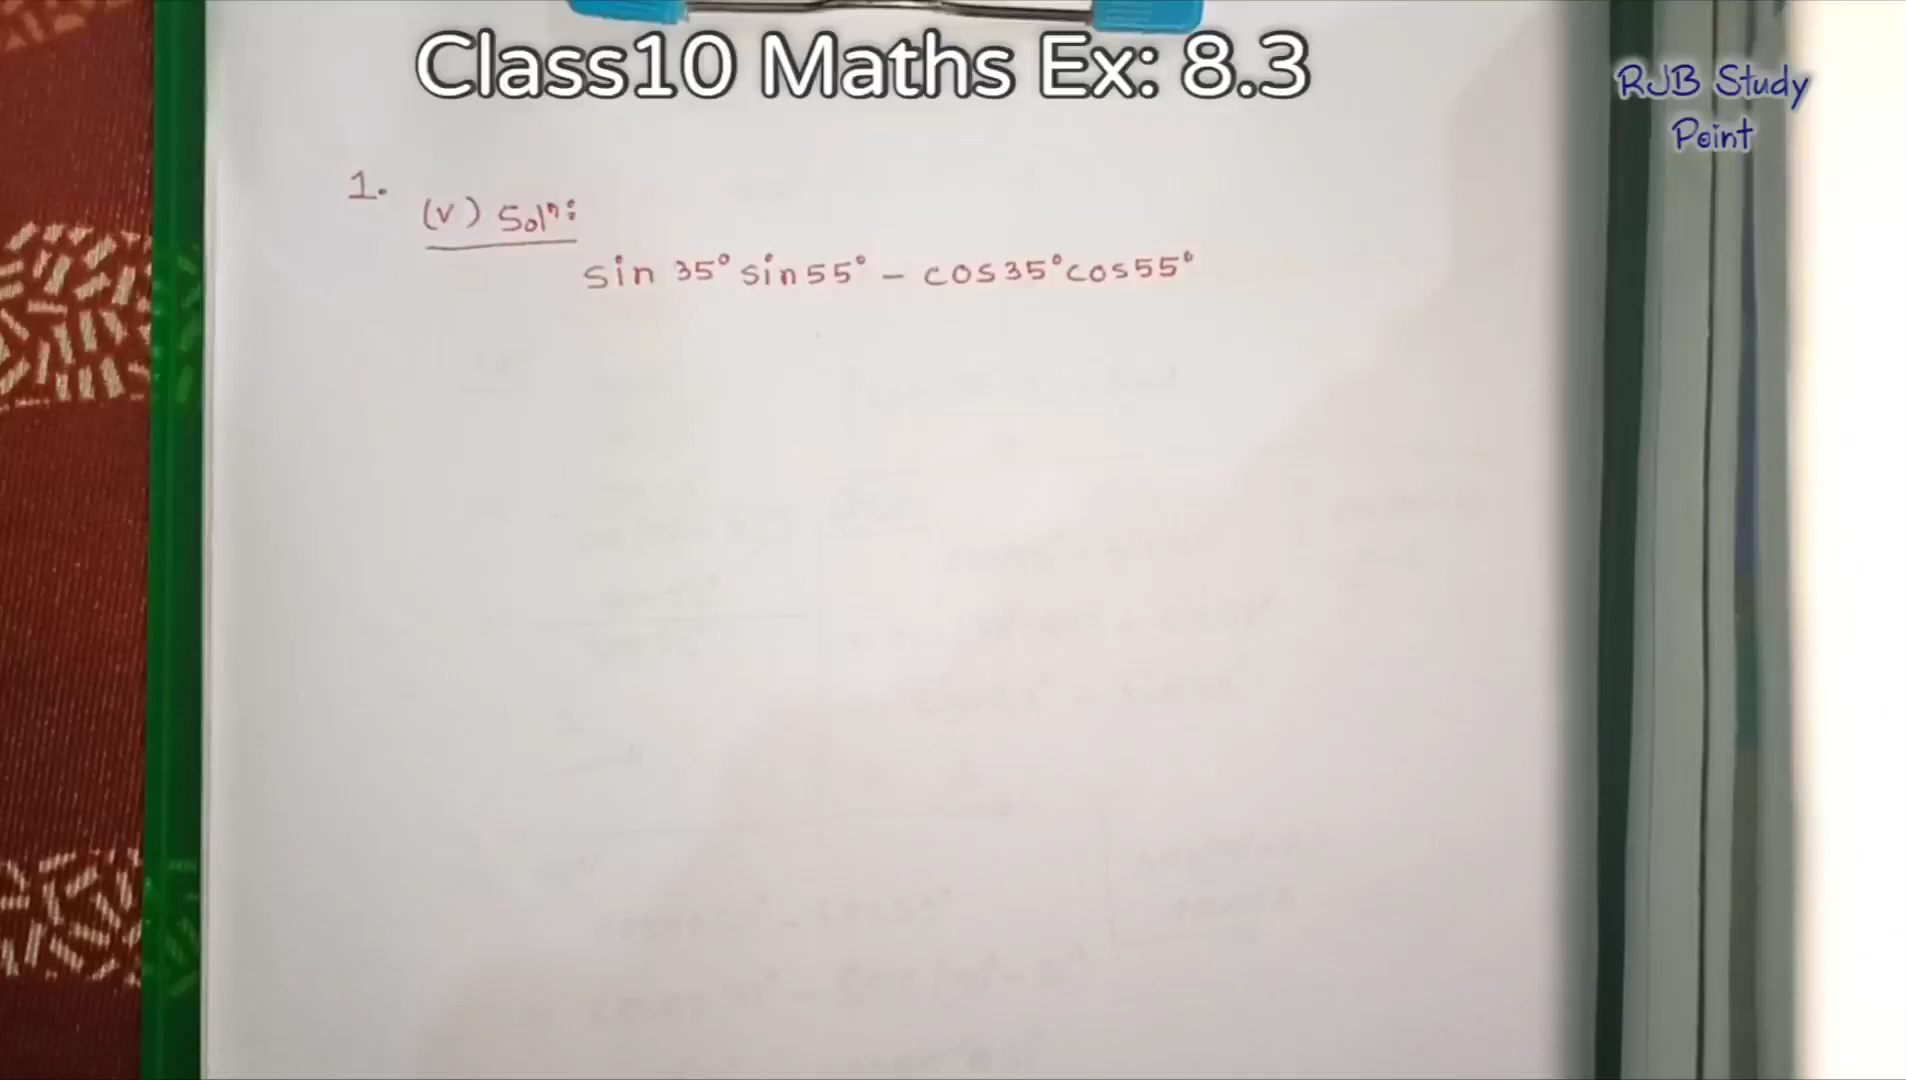 Class10 Maths Ex: 8.3
RJB Study
Point
1.
(v) Solⁿ:
sin 35° sin 55° - cos 35° cos 55°